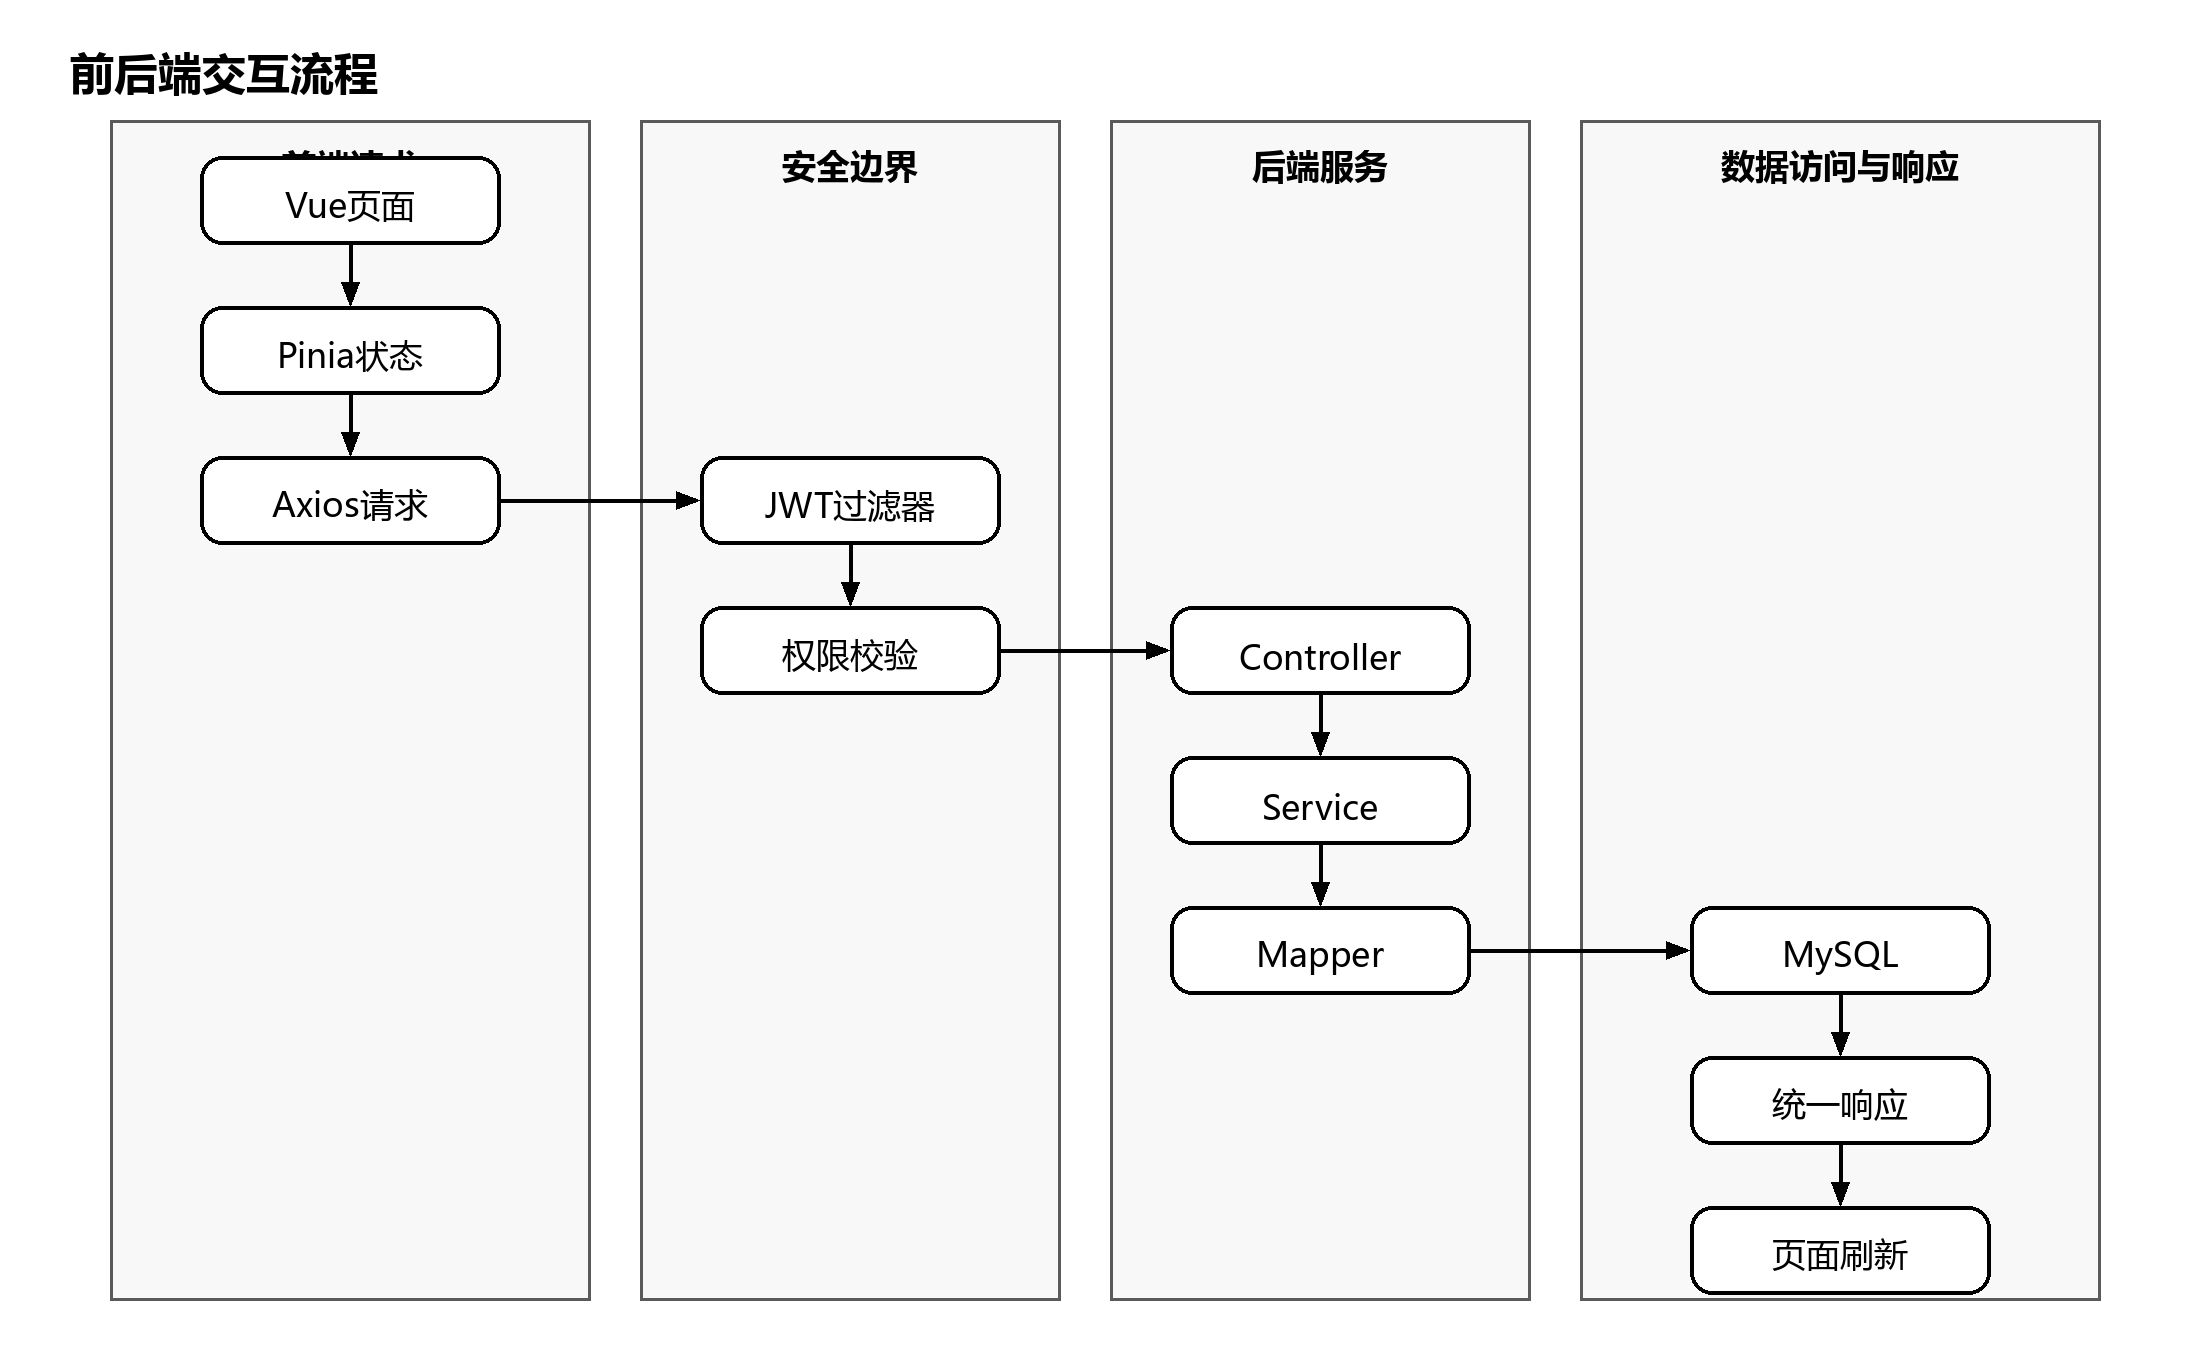 前后端交互流程
Vue页面
Pinia状态
Axios请求
安全边界
JWT过滤器
权限校验
后端服务
Controller
Service
Mapper
数据访问与响应
MySQL
统一响应
页面刷新